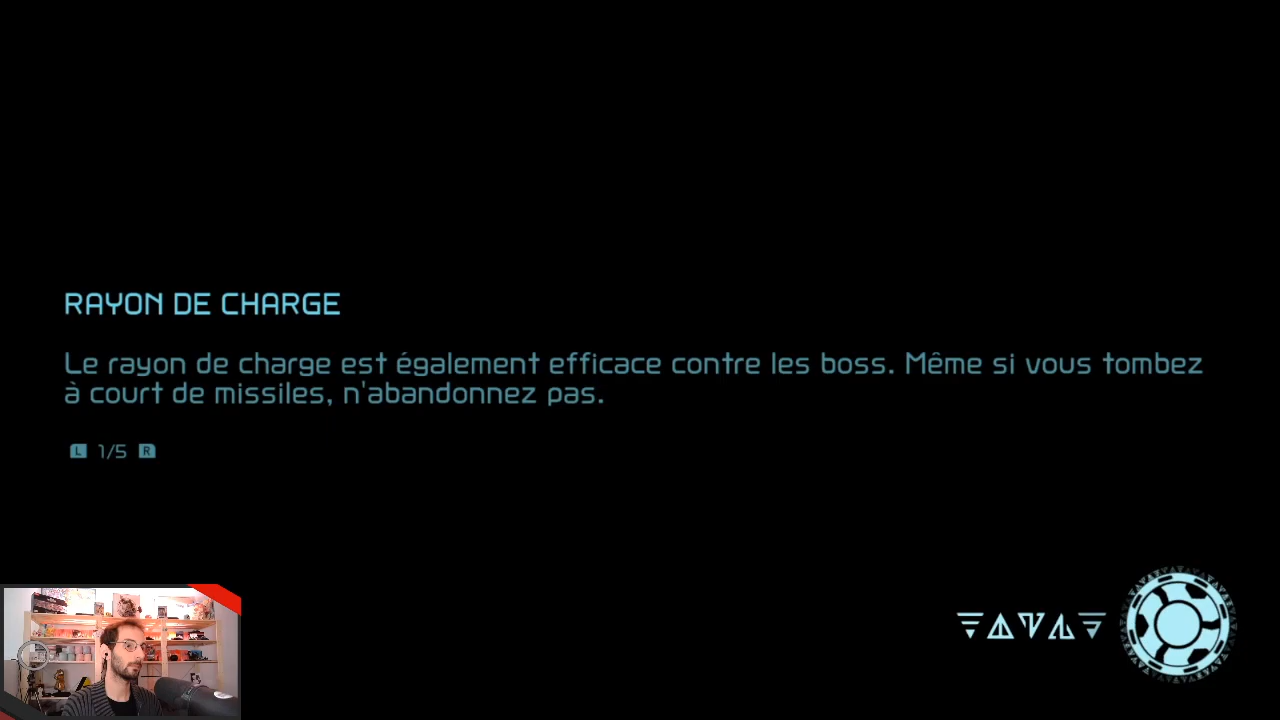 RAYON DE CHARGE
Le rayon de charge est également efficace contre les boss. Même si vous tombez
à court de missiles, n'abandonnez pas.
L 1/5 R